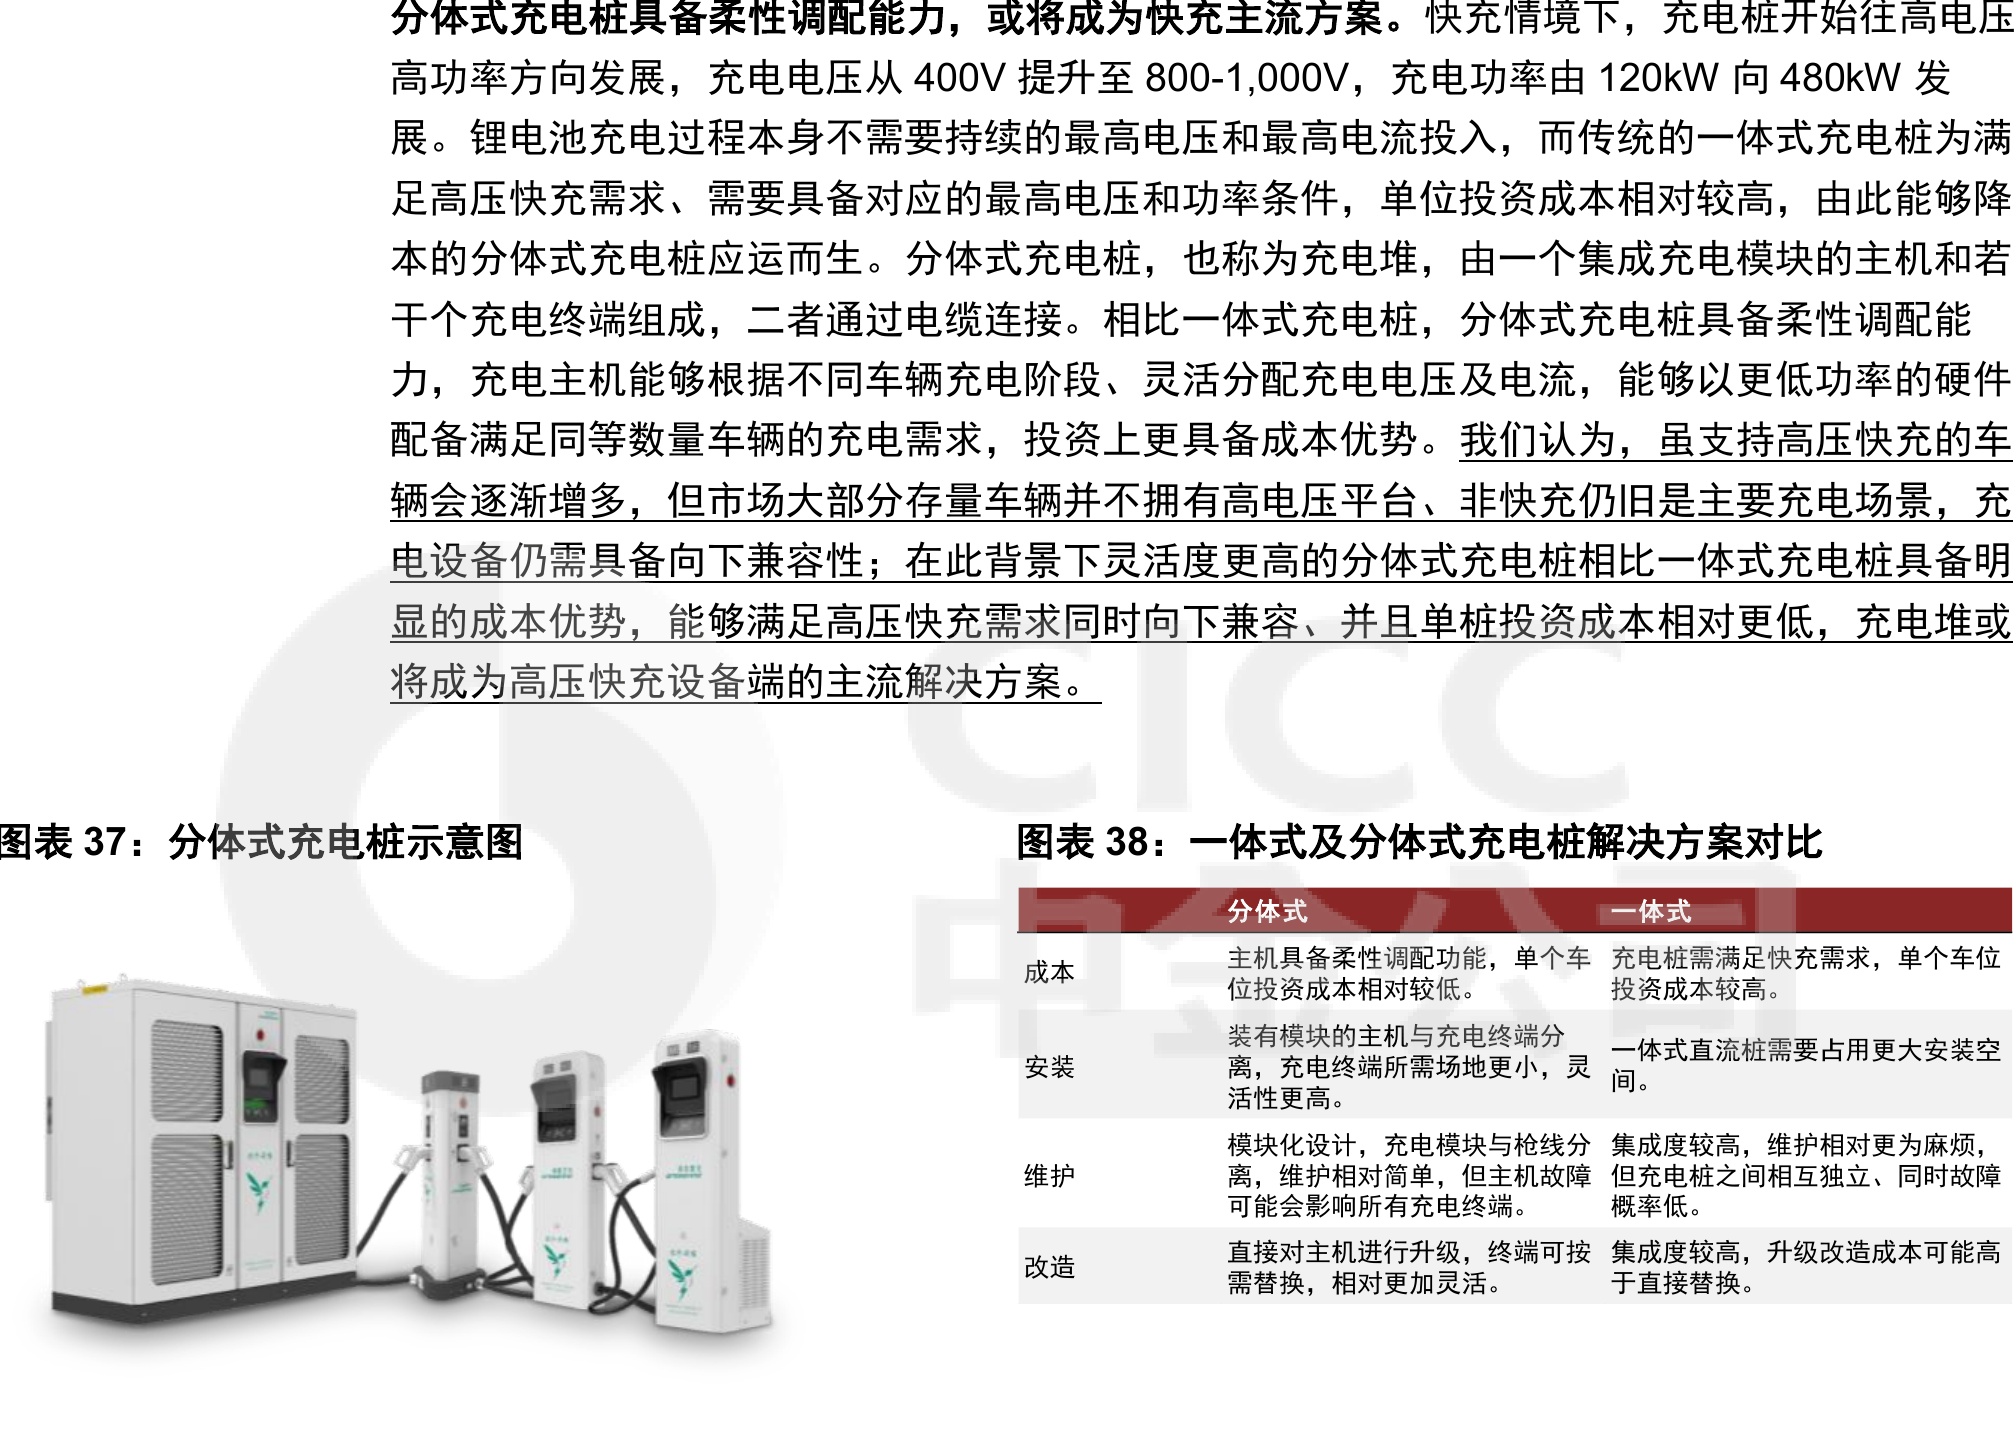 分体式充电桩具备柔性调配能力，或将成为快充主流方案。快充情境下，充电桩开始往高电压
高功率方向发展，充电电压从 400V 提升至 800-1,000V，充电功率由 120kW 向 480kW 发
展。锂电池充电过程本身不需要持续的最高电压和最高电流投入，而传统的一体式充电桩为满
足高压快充需求、需要具备对应的最高电压和功率条件，单位投资成本相对较高，由此能够降
本的分体式充电桩应运而生。分体式充电桩，也称为充电堆，由一个集成充电模块的主机和若
干个充电终端组成，二者通过电缆连接。相比一体式充电桩，分体式充电桩具备柔性调配能
力，充电主机能够根据不同车辆充电阶段、灵活分配充电电压及电流，能够以更低功率的硬件
配备满足同等数量车辆的充电需求，投资上更具备成本优势。我们认为，虽支持高压快充的车
辆会逐渐增多，但市场大部分存量车辆并不拥有高电压平台、非快充仍旧是主要充电场景，充
电设备仍需具备向下兼容性；在此背景下灵活度更高的分体式充电桩相比一体式充电桩具备明
显的成本优势，能够满足高压快充需求同时向下兼容、并且单桩投资成本相对更低，充电堆或
将成为高压快充设备端的主流解决方案。
CICC
中金公司
图表 37：分体式充电桩示意图
图表 38：一体式及分体式充电桩解决方案对比
分体式 一体式
成本
主机具备柔性调配功能，单个车
位投资成本相对较低。
充电桩需满足快充需求，单个车位
投资成本较高。
安装
装有模块的主机与充电终端分
离，充电终端所需场地更小，灵
活性更高。
一体式直流桩需要占用更大安装空
间。
维护
模块化设计，充电模块与枪线分
离，维护相对简单，但主机故障
可能会影响所有充电终端。
集成度较高，维护相对更为麻烦，
但充电桩之间相互独立、同时故障
概率低。
改造
直接对主机进行升级，终端可按
需替换，相对更加灵活。
集成度较高，升级改造成本可能高
于直接替换。